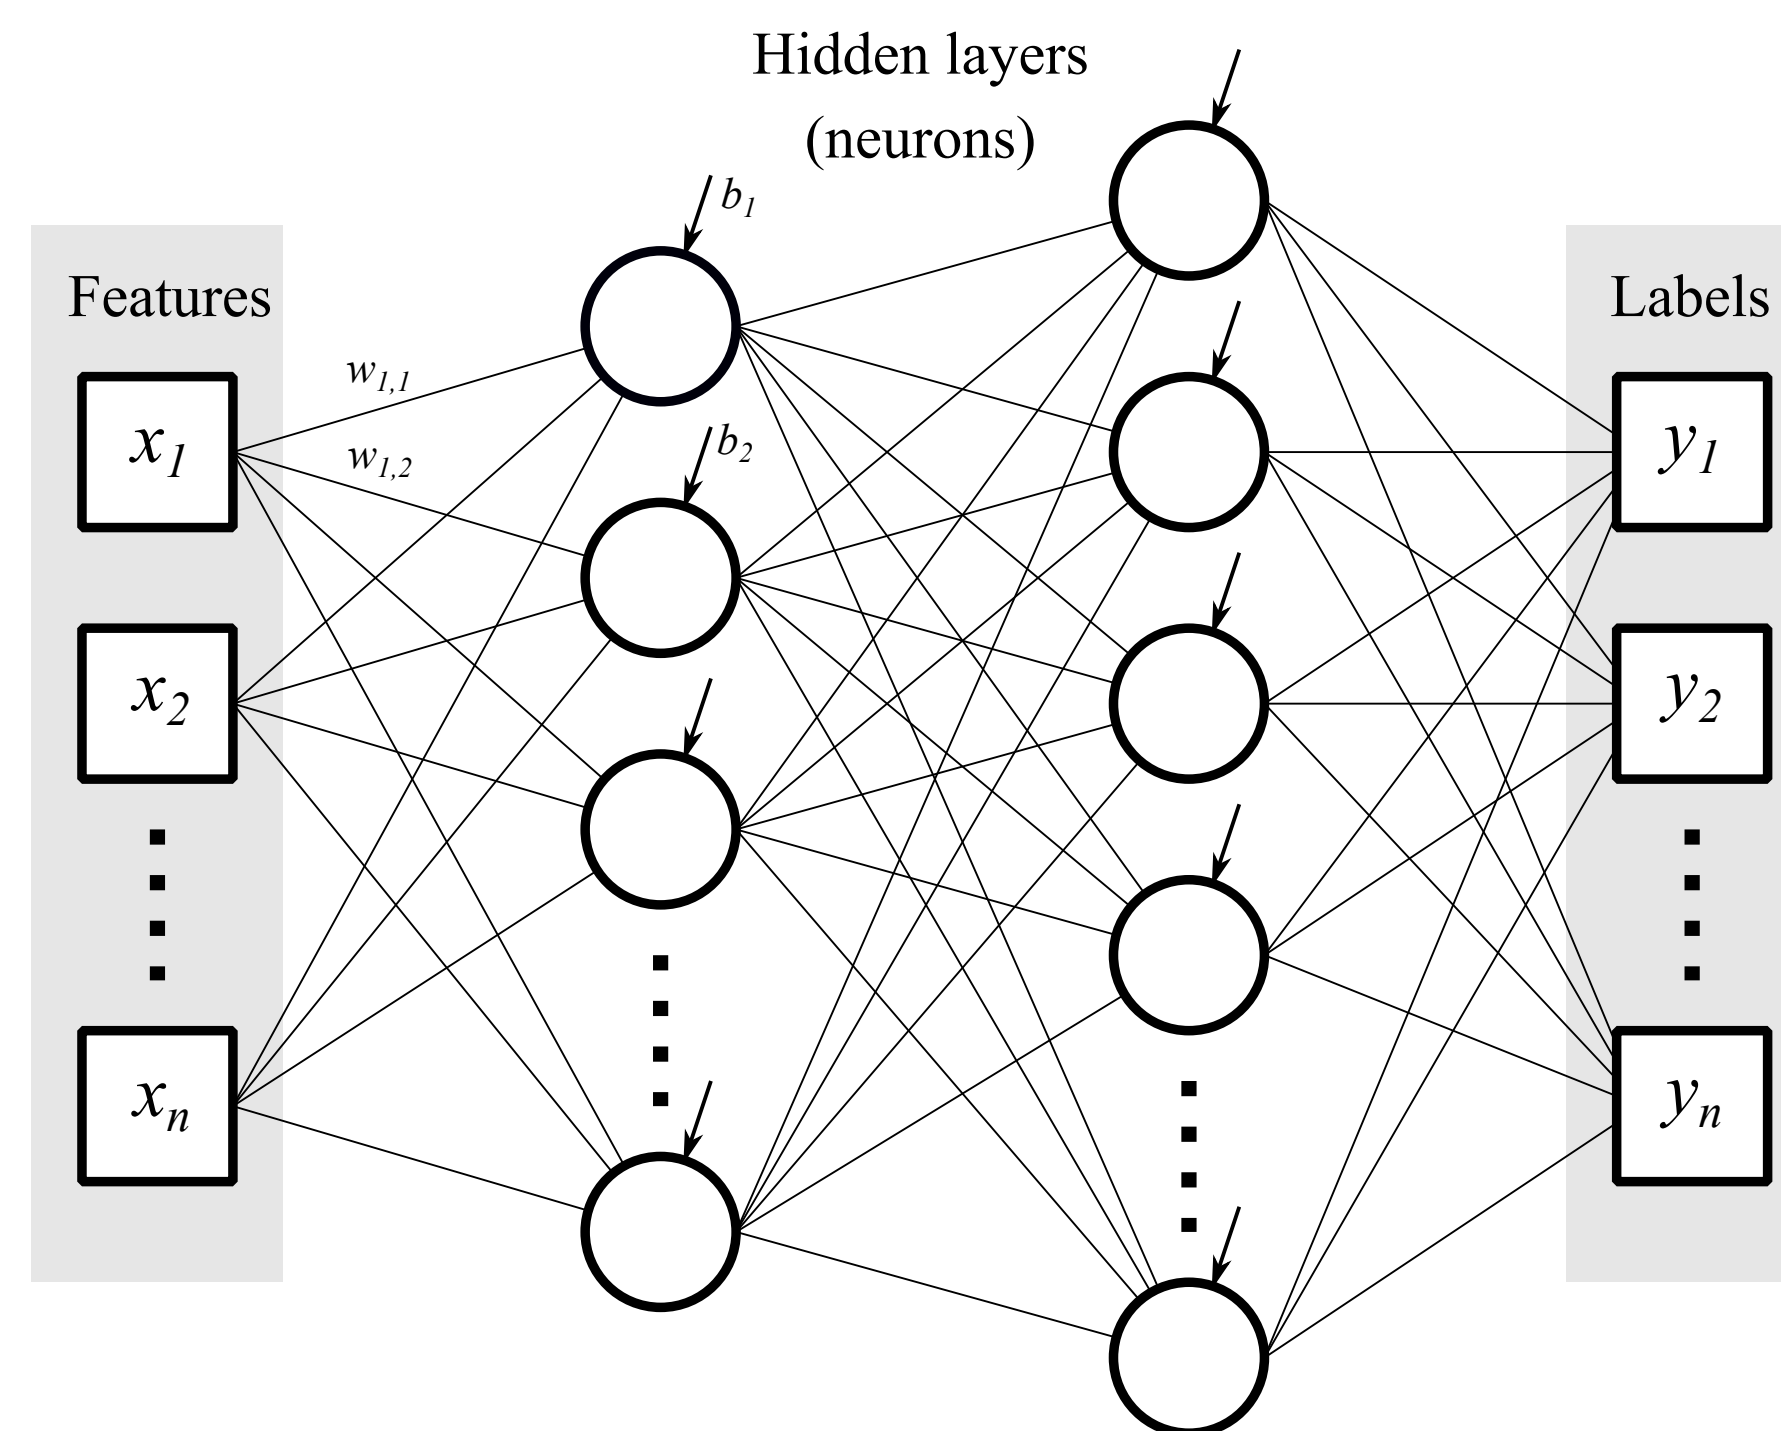 Hidden layers
(neurons)
b1
Features
Labels
w1,1
x1
y1
b2
w1,2
x2
y2
xn
yn